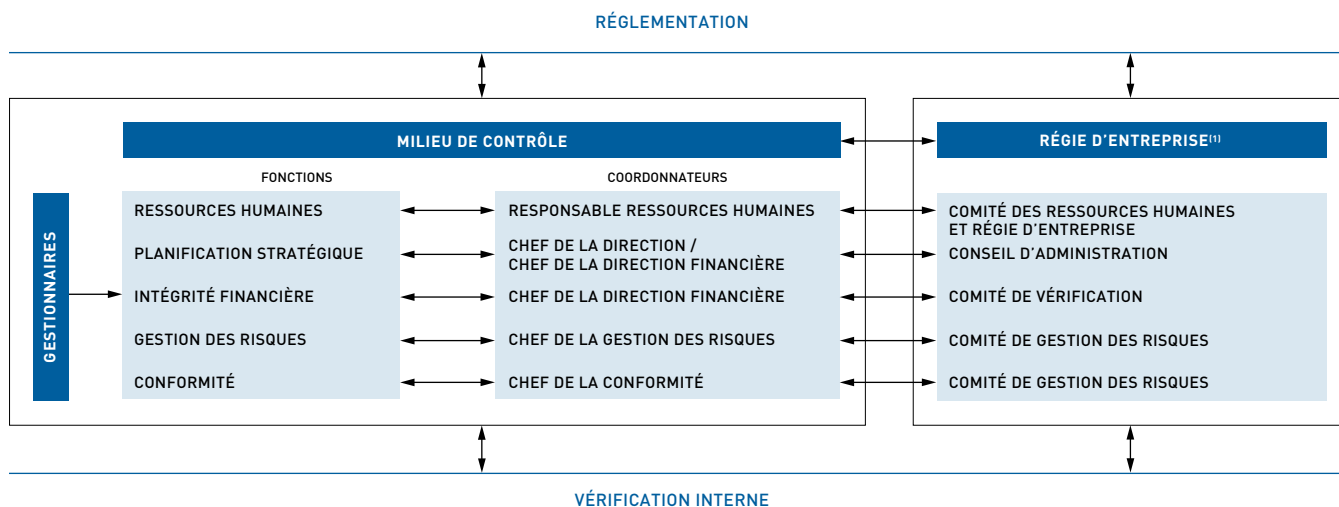 RÉGLEMENTATION
MILIEU DE CONTRÔLE
RÉGIE D'ENTREPRISE(1)
FONCTIONS
COORDONNATEURS
GESTIONNAIRES
RESSOURCES HUMAINES
RESPONSABLE RESSOURCES HUMAINES
COMITÉ DES RESSOURCES HUMAINES
ET RÉGIE D'ENTREPRISE
PLANIFICATION STRATÉGIQUE
CHEF DE LA DIRECTION /
CHEF DE LA DIRECTION FINANCIÈRE
CONSEIL D'ADMINISTRATION
INTÉGRITÉ FINANCIÈRE
CHEF DE LA DIRECTION FINANCIÈRE
COMITÉ DE VÉRIFICATION
GESTION DES RISQUES
CHEF DE LA GESTION DES RISQUES
COMITÉ DE GESTION DES RISQUES
CONFORMITÉ
CHEF DE LA CONFORMITÉ
COMITÉ DE GESTION DES RISQUES
VÉRIFICATION INTERNE